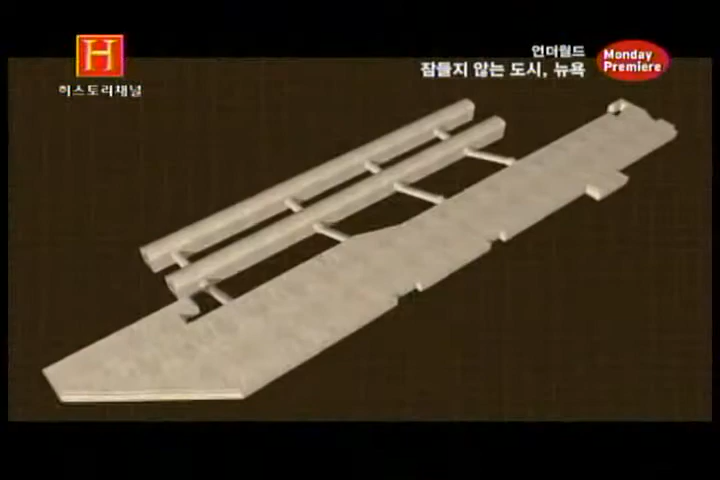 H
히스토리채널
언더월드
잠들지 않는 도시, 뉴욕
Monday
Premiere